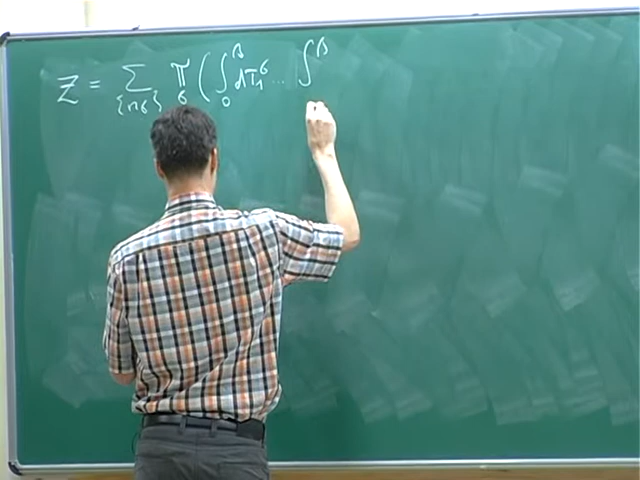 Z = ∑_{{n_σ}} ∏_σ ( ∫_0^β dτ_1^σ ... ∫^β